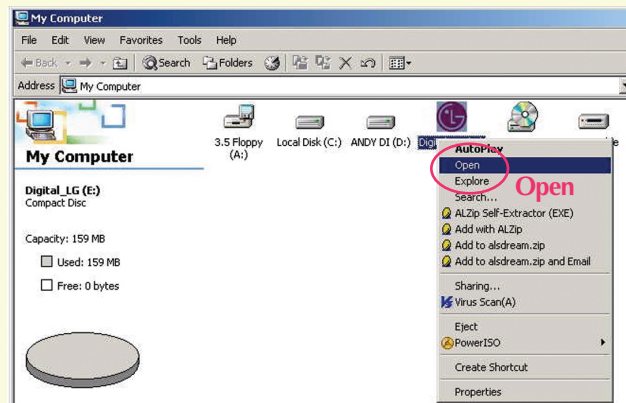 My Computer
File Edit View Favorites Tools Help
Back Search Folders
Address My Computer
3.5 Floppy (A:)
Local Disk (C:)
ANDY DI (D:)
My Computer
Digital_LG (E:)
Compact Disc
Capacity: 159 MB
Used: 159 MB
Free: 0 bytes
AutoPlay
Open
Explore
Open
Search...
ALZip Self-Extractor (EXE)
Add with ALZip
Add to alsdream.zip
Add to alsdream.zip and Email
Sharing...
Virus Scan(A)
Eject
PowerISO
Create Shortcut
Properties